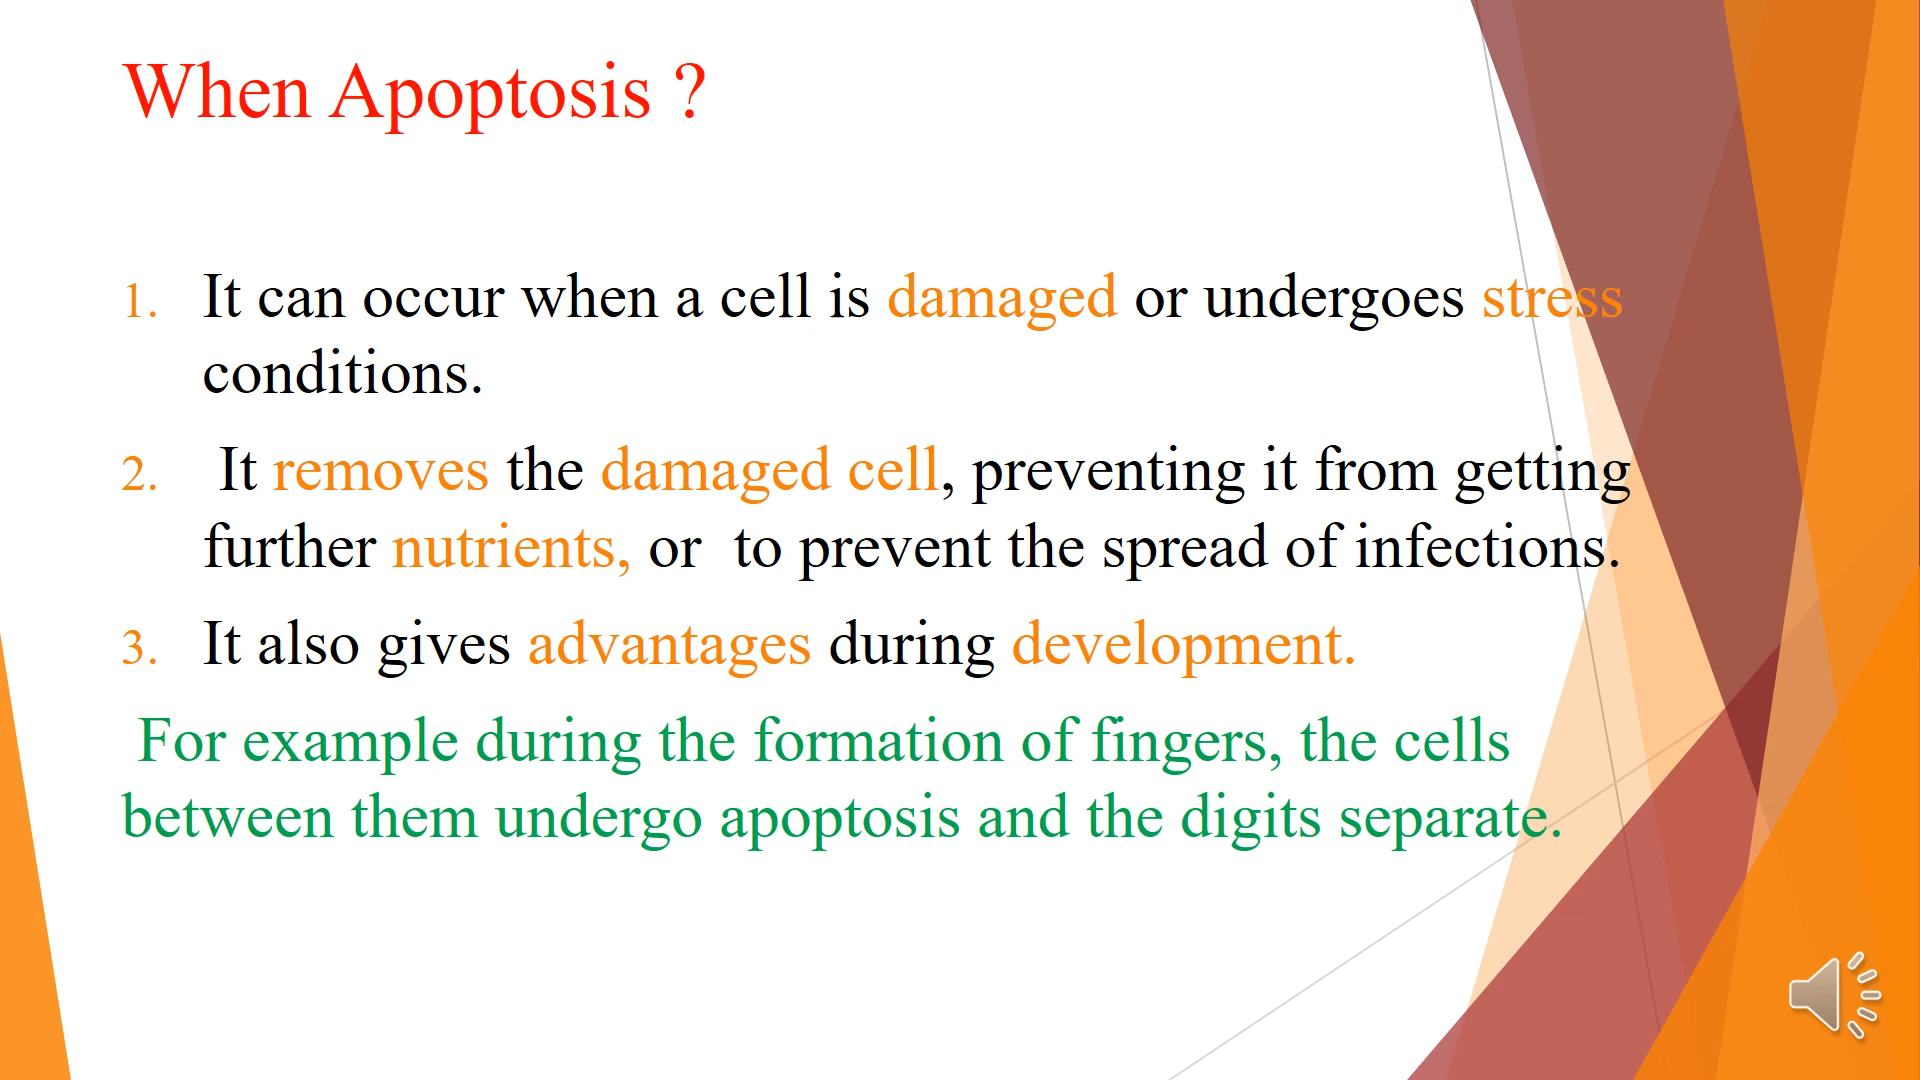 When Apoptosis ?
1. It can occur when a cell is damaged or undergoes stress
conditions.
2. It removes the damaged cell, preventing it from getting
further nutrients, or to prevent the spread of infections.
3. It also gives advantages during development.
For example during the formation of fingers, the cells
between them undergo apoptosis and the digits separate.